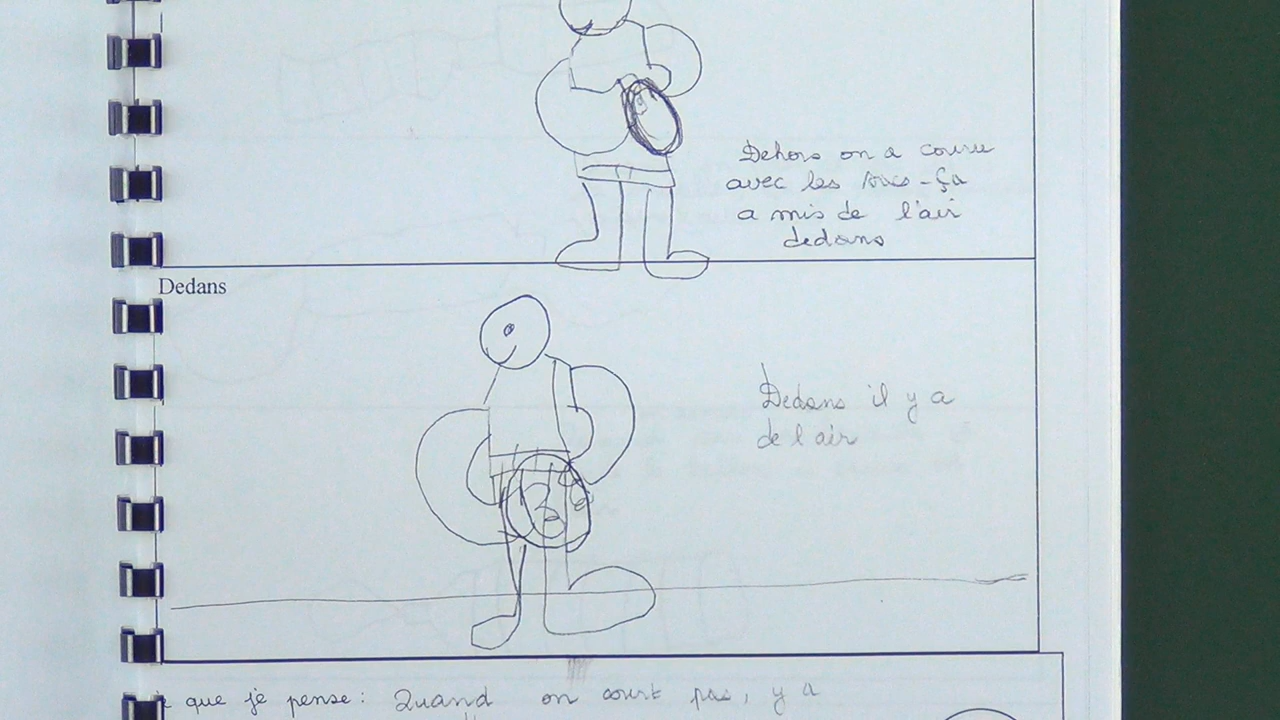 Dehors on a couru
avec les sacs - ça
a mis de l'air
dedans
Dedans
Dedans il y a
de l'air
que je pense : Quand on court pas, y a